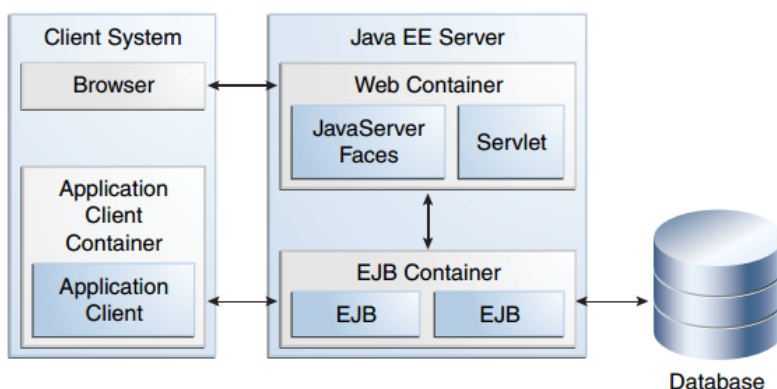 Client System
Browser
Application
Client
Container
Application
Client
Java EE Server
Web Container
JavaServer
Faces
Servlet
EJB Container
EJB
EJB
Database